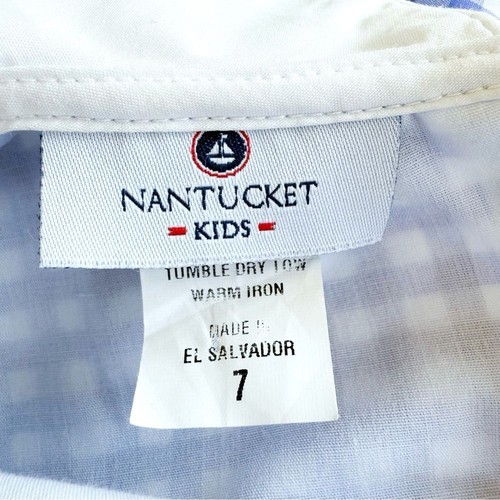 NANTUCKET
KIDS
TUMBLE DRY LOW
WARM IRON
MADE IN
EL SALVADOR
7